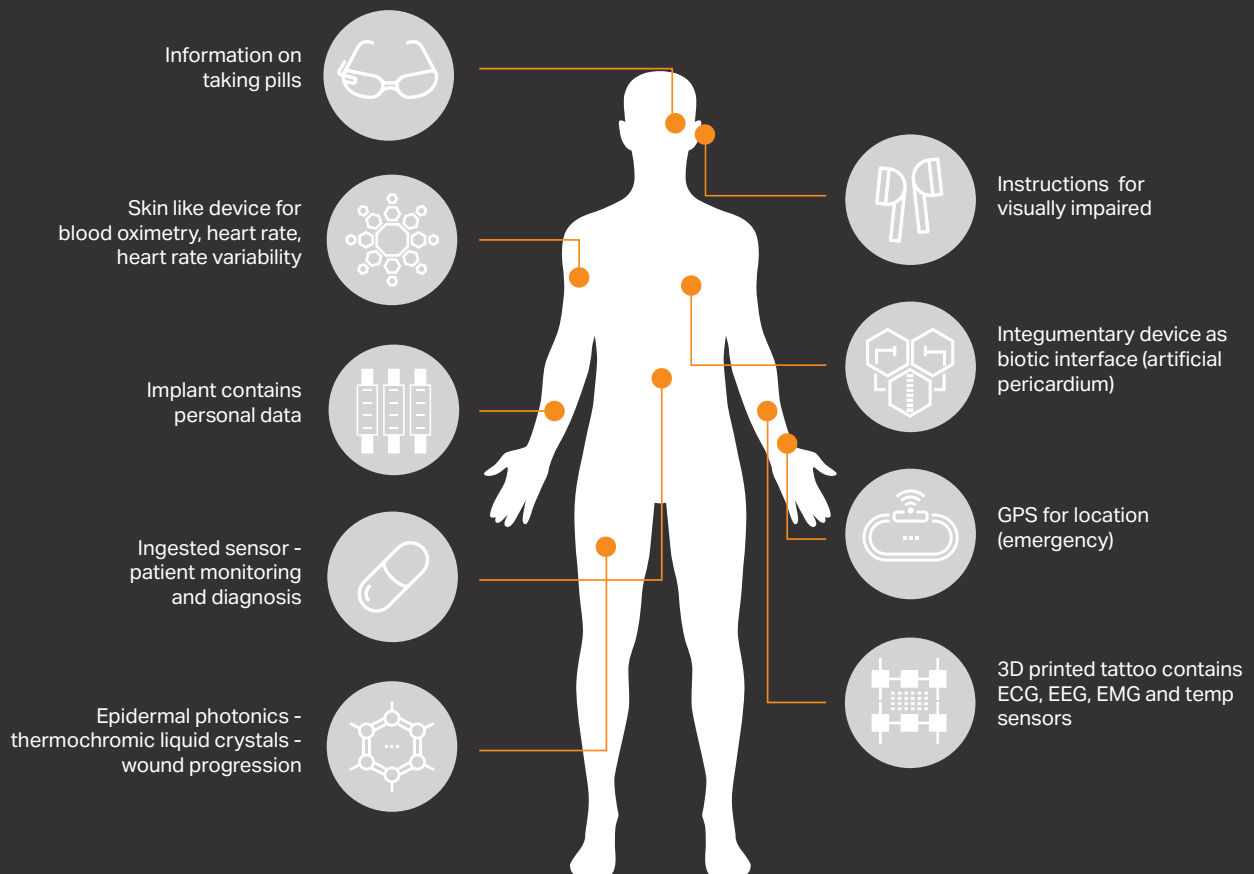 Information on
taking pills
Skin like device for
blood oximetry, heart rate,
heart rate variability
Implant contains
personal data
Ingested sensor -
patient monitoring
and diagnosis
Epidermal photonics -
thermochromic liquid crystals -
wound progression
Instructions for
visually impaired
Integumentary device as
biotic interface (artificial
pericardium)
GPS for location
(emergency)
3D printed tattoo contains
ECG, EEG, EMG and temp
sensors